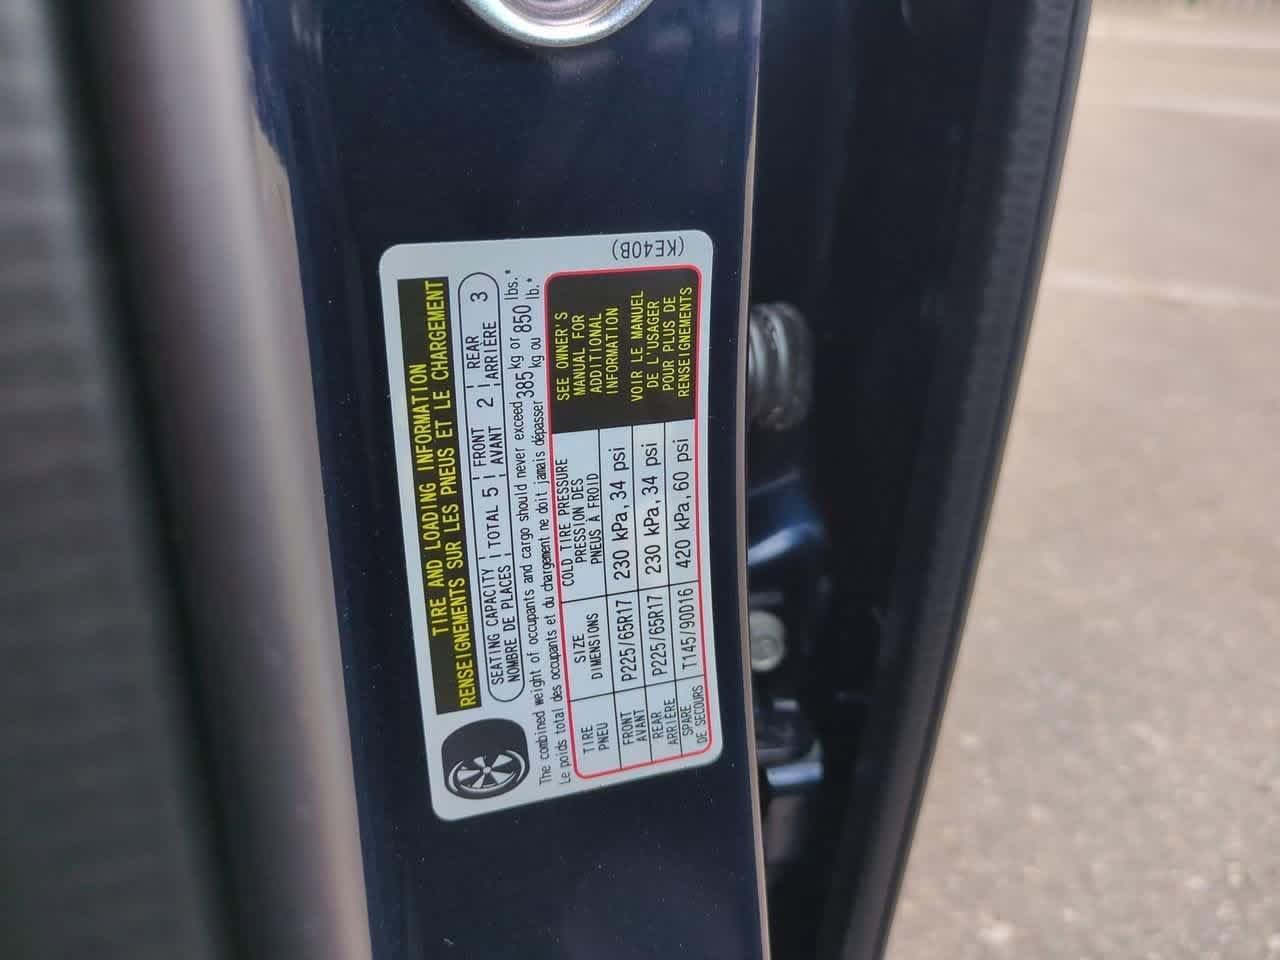 TIRE AND LOADING INFORMATION
RENSEIGNEMENTS SUR LES PNEUS ET LE CHARGEMENT
SEATING CAPACITY TOTAL 5 FRONT 2 REAR 3
NOMBRE DE PLACES AVANT ARRIÈRE
The combined weight of occupants and cargo should never exceed 385 kg or 850 lbs.*
Le poids total des occupants et du chargement ne doit jamais dépasser kg ou lb.*
TIRE SIZE COLD TIRE PRESSURE
PNEU DIMENSIONS PRESSION DES
PNEUS À FROID
FRONT P225/65R17 230 kPa, 34 psi
AVANT
REAR P225/65R17 230 kPa, 34 psi
ARRIÈRE
SPARE T145/90D16 420 kPa, 60 psi
DE SECOURS
SEE OWNER'S
MANUAL FOR
ADDITIONAL
INFORMATION
VOIR LE MANUEL
DE L'USAGER
POUR PLUS DE
RENSEIGNEMENTS
(KE40B)